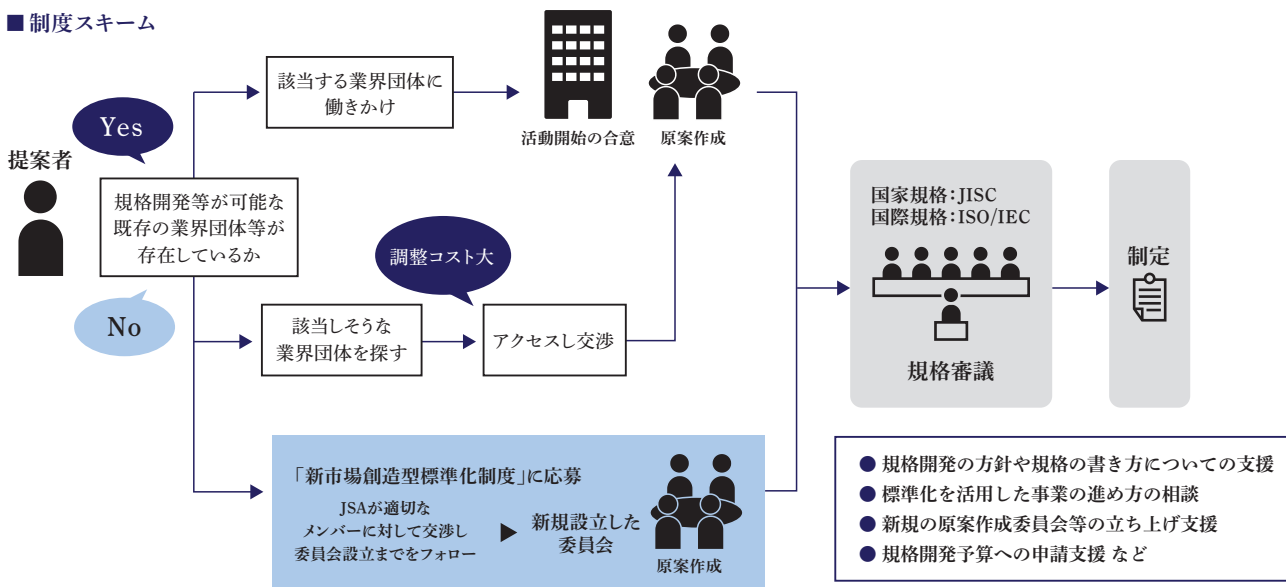 ■ 制度スキーム
提案者
Yes
規格開発等が可能な
既存の業界団体等が
存在しているか
No
該当する業界団体に
働きかけ
活動開始の合意
原案作成
該当しそうな
業界団体を探す
調整コスト大
アクセスし交渉
「新市場創造型標準化制度」に応募
JSAが適切な
メンバーに対して交渉し
委員会設立までをフォロー
▶
新規設立した
委員会
原案作成
国家規格：JISC
国際規格：ISO/IEC
規格審議
制定
● 規格開発の方針や規格の書き方についての支援
● 標準化を活用した事業の進め方の相談
● 新規の原案作成委員会等の立ち上げ支援
● 規格開発予算への申請支援 など